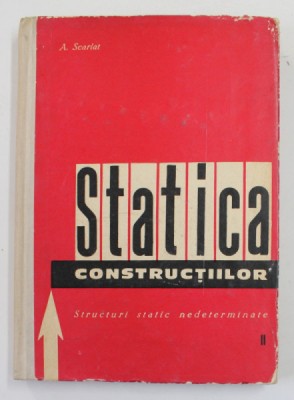 A. Scarlat
Statica
CONSTRUCȚIILOR
Structuri static nedeterminate
II